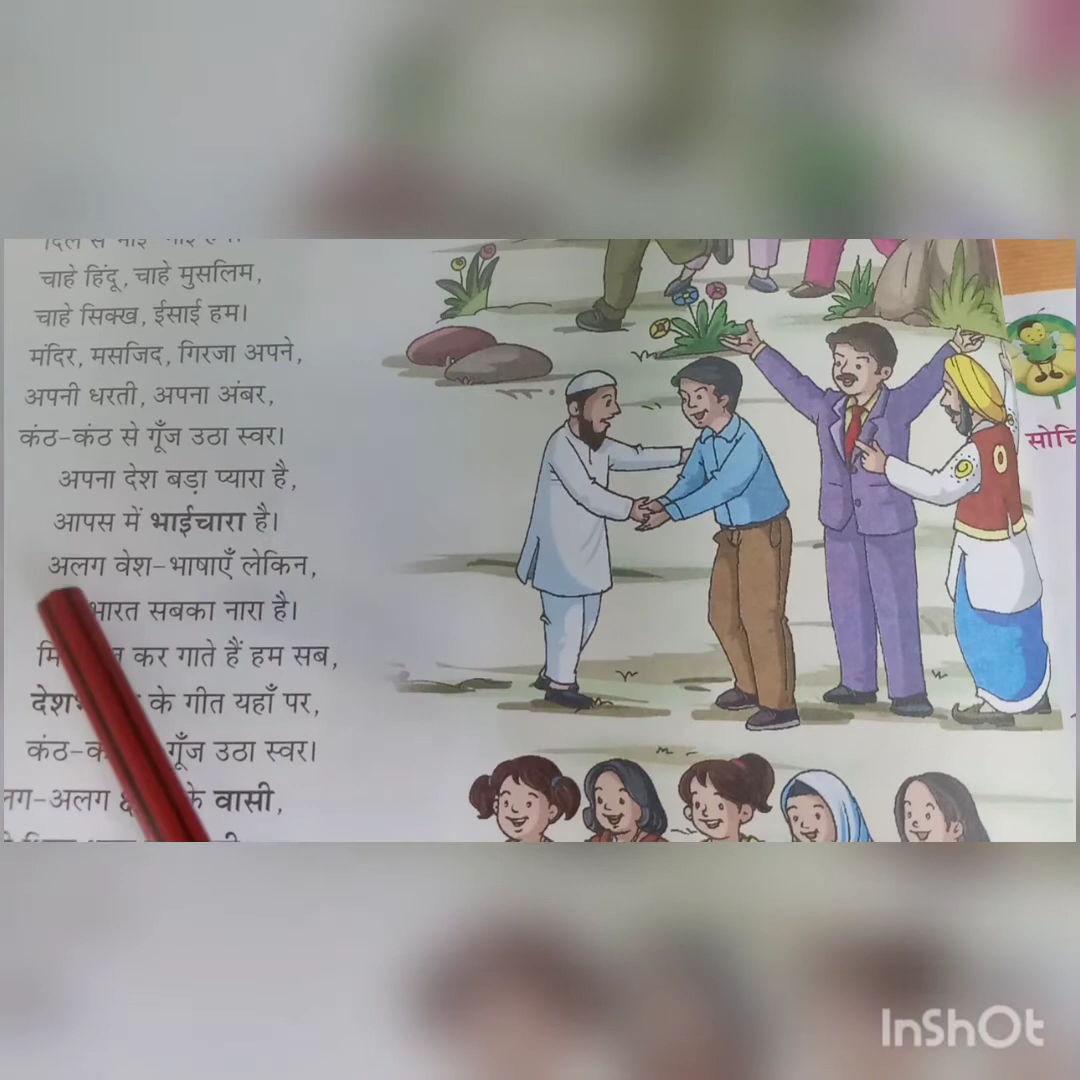 चाहे हिंदू, चाहे मुसलिम,
चाहे सिक्ख, ईसाई हम।
मंदिर, मसजिद, गिरजा अपने,
अपनी धरती, अपना अंबर,
कंठ-कंठ से गूँज उठा स्वर।
अपना देश बड़ा प्यारा है,
आपस में भाईचारा है।
अलग वेश-भाषाएँ लेकिन,
भारत सबका नारा है।
कर गाते हैं हम सब,
के गीत यहाँ पर,
गूँज उठा स्वर।
वासी,
InShOt